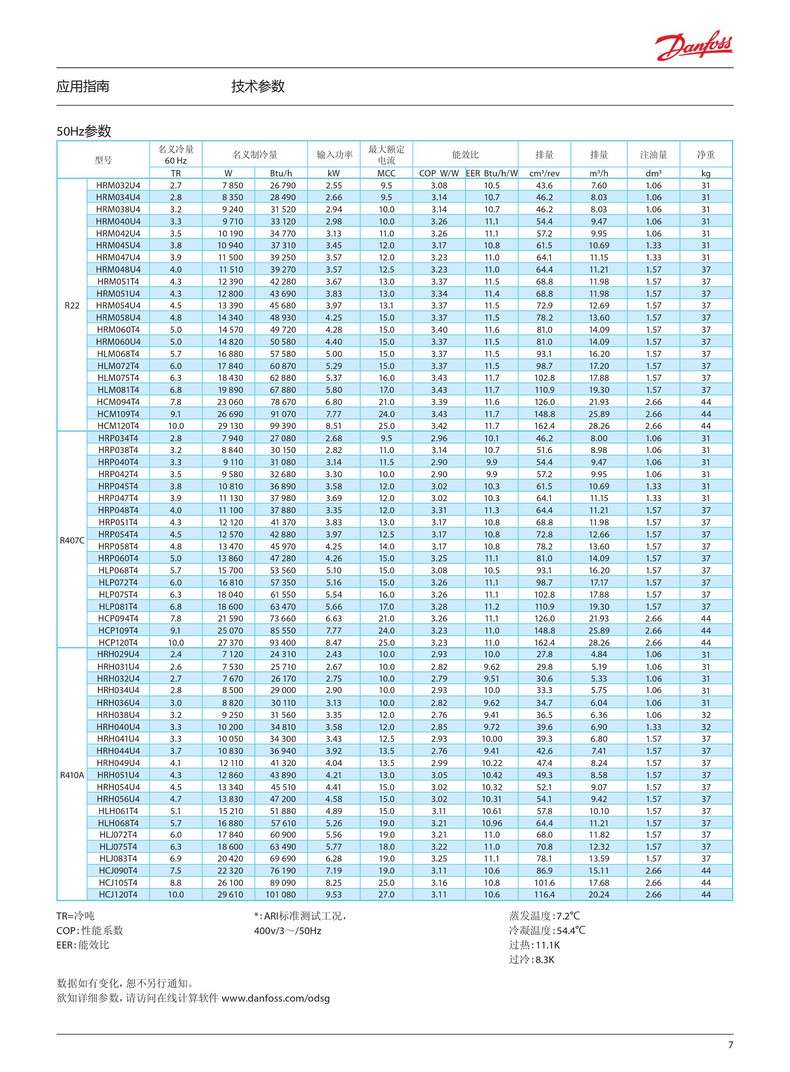 Danfoss
应用指南 技术参数
50Hz参数
型号 名义冷量 60 Hz 名义制冷量 输入功率 最大额定电流 能效比 排量 排量 注油量 净重
TR W Btu/h kW MCC COP W/W EER Btu/h/W cm³/rev m³/h dm³ kg
R22
HRM032U4 2.7 7 850 26 790 2.55 9.5 3.08 10.5 43.6 7.60 1.06 31
HRM034U4 2.8 8 350 28 490 2.66 9.5 3.14 10.7 46.2 8.03 1.06 31
HRM038U4 3.2 9 240 31 520 2.94 10.0 3.14 10.7 46.2 8.03 1.06 31
HRM040U4 3.3 9 710 33 120 2.98 10.0 3.26 11.1 54.4 9.47 1.06 31
HRM042U4 3.5 10 190 34 770 3.13 11.0 3.26 11.1 57.2 9.95 1.06 31
HRM045U4 3.8 10 940 37 310 3.45 12.0 3.17 10.8 61.5 10.69 1.33 31
HRM047U4 3.9 11 500 39 250 3.57 12.0 3.23 11.0 64.1 11.15 1.33 31
HRM048U4 4.0 11 510 39 270 3.57 12.5 3.23 11.0 64.4 11.21 1.57 37
HRM051T4 4.3 12 390 42 280 3.67 13.0 3.37 11.5 68.8 11.98 1.57 37
HRM051U4 4.3 12 800 43 690 3.83 13.0 3.34 11.4 68.8 11.98 1.57 37
HRM054U4 4.5 13 390 45 680 3.97 13.1 3.37 11.5 72.9 12.69 1.57 37
HRM058U4 4.8 14 340 48 930 4.25 15.0 3.37 11.5 78.2 13.60 1.57 37
HRM060T4 5.0 14 570 49 720 4.28 15.0 3.40 11.6 81.0 14.09 1.57 37
HRM060U4 5.0 14 820 50 580 4.40 15.0 3.37 11.5 81.0 14.09 1.57 37
HLM068T4 5.7 16 880 57 580 5.00 15.0 3.37 11.5 93.1 16.20 1.57 37
HLM072T4 6.0 17 840 60 870 5.29 15.0 3.37 11.5 98.7 17.20 1.57 37
HLM075T4 6.3 18 430 62 880 5.37 16.0 3.43 11.7 102.8 17.88 1.57 37
HLM081T4 6.8 19 890 67 880 5.80 17.0 3.43 11.7 110.9 19.30 1.57 37
HCM094T4 7.8 23 060 78 670 6.80 21.0 3.39 11.6 126.0 21.93 2.66 44
HCM109T4 9.1 26 690 91 070 7.77 24.0 3.43 11.7 148.8 25.89 2.66 44
HCM120T4 10.0 29 130 99 390 8.51 25.0 3.42 11.7 162.4 28.26 2.66 44
R407C
HRP034T4 2.8 7 940 27 080 2.68 9.5 2.96 10.1 46.2 8.00 1.06 31
HRP038T4 3.2 8 840 30 150 2.82 11.0 3.14 10.7 51.6 8.98 1.06 31
HRP040T4 3.3 9 110 31 080 3.14 11.5 2.90 9.9 54.4 9.47 1.06 31
HRP042T4 3.5 9 580 32 680 3.30 10.0 2.90 9.9 57.2 9.95 1.06 31
HRP045T4 3.8 10 810 36 890 3.58 12.0 3.02 10.3 61.5 10.69 1.33 31
HRP047T4 3.9 11 130 37 980 3.69 12.0 3.02 10.3 64.1 11.15 1.33 31
HRP048T4 4.0 11 100 37 880 3.35 12.0 3.31 11.3 64.4 11.21 1.57 37
HRP051T4 4.3 12 120 41 370 3.83 13.0 3.17 10.8 68.8 11.98 1.57 37
HRP054T4 4.5 12 570 42 880 3.97 12.5 3.17 10.8 72.8 12.66 1.57 37
HRP058T4 4.8 13 470 45 970 4.25 14.0 3.17 10.8 78.2 13.60 1.57 37
HRP060T4 5.0 13 860 47 280 4.26 15.0 3.25 11.1 81.0 14.09 1.57 37
HLP068T4 5.7 15 700 53 560 5.10 15.0 3.08 10.5 93.1 16.20 1.57 37
HLP072T4 6.0 16 810 57 350 5.16 15.0 3.26 11.1 98.7 17.17 1.57 37
HLP075T4 6.3 18 040 61 550 5.54 16.0 3.26 11.1 102.8 17.88 1.57 37
HLP081T4 6.8 18 600 63 470 5.66 17.0 3.28 11.2 110.9 19.30 1.57 37
HCP094T4 7.8 21 590 73 660 6.63 21.0 3.26 11.1 126.0 21.93 2.66 44
HCP109T4 9.1 25 070 85 550 7.77 24.0 3.23 11.0 148.8 25.89 2.66 44
HCP120T4 10.0 27 370 93 400 8.47 25.0 3.23 11.0 162.4 28.26 2.66 44
R410A
HRH029U4 2.4 7 120 24 310 2.43 10.0 2.93 10.0 27.8 4.84 1.06 31
HRH031U4 2.6 7 530 25 710 2.67 10.0 2.82 9.62 29.8 5.19 1.06 31
HRH032U4 2.7 7 670 26 170 2.75 10.0 2.79 9.51 30.6 5.33 1.06 31
HRH034U4 2.8 8 500 29 000 2.90 10.0 2.93 10.0 33.3 5.75 1.06 31
HRH036U4 3.0 8 820 30 110 3.13 10.0 2.82 9.62 34.7 6.04 1.06 31
HRH038U4 3.2 9 250 31 560 3.35 12.0 2.76 9.41 36.5 6.36 1.06 32
HRH040U4 3.3 10 200 34 810 3.58 12.0 2.85 9.72 39.6 6.90 1.33 32
HRH041U4 3.3 10 050 34 300 3.43 12.5 2.93 10.00 39.3 6.80 1.57 37
HRH044U4 3.7 10 830 36 940 3.92 13.5 2.76 9.41 42.6 7.41 1.57 37
HRH049U4 4.1 12 110 41 320 4.04 13.5 2.99 10.22 47.4 8.24 1.57 37
HRH051U4 4.3 12 860 43 890 4.21 13.0 3.05 10.42 49.3 8.58 1.57 37
HRH054U4 4.5 13 340 45 510 4.41 15.0 3.02 10.32 52.1 9.07 1.57 37
HRH056U4 4.7 13 830 47 200 4.58 15.0 3.02 10.31 54.1 9.42 1.57 37
HLH061T4 5.1 15 210 51 880 4.89 15.0 3.11 10.61 57.8 10.10 1.57 37
HLH068T4 5.7 16 880 57 610 5.26 19.0 3.21 10.96 64.4 11.21 1.57 37
HLJ072T4 6.0 17 840 60 900 5.56 19.0 3.21 11.0 68.0 11.82 1.57 37
HLJ075T4 6.3 18 600 63 490 5.77 18.0 3.22 11.0 70.8 12.32 1.57 37
HLJ083T4 6.9 20 420 69 690 6.28 19.0 3.25 11.1 78.1 13.59 1.57 37
HCJ090T4 7.5 22 320 76 190 7.19 19.0 3.11 10.6 86.9 15.11 2.66 44
HCJ105T4 8.8 26 100 89 090 8.25 25.0 3.16 10.8 101.6 17.68 2.66 44
HCJ120T4 10.0 29 610 101 080 9.53 27.0 3.11 10.6 116.4 20.24 2.66 44
TR=冷吨 *: ARI标准测试工况， 蒸发温度: 7.2℃
COP: 性能系数 400v/3～/50Hz 冷凝温度: 54.4℃
EER: 能效比 过热: 11.1K
过冷: 8.3K
数据如有变化，恕不另行通知。
欲知详细参数，请访问在线计算软件 www.danfoss.com/odsg
7